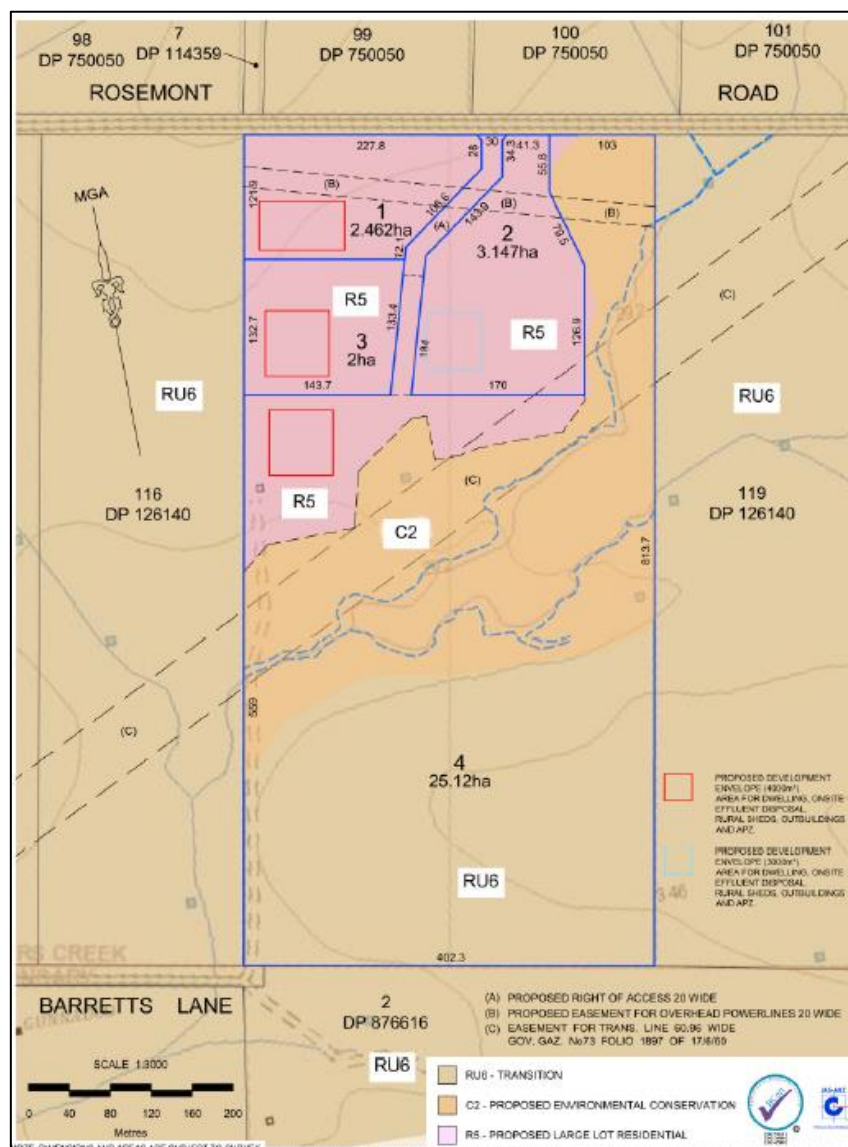 98
DP 750050
7
DP 114359
99
DP 750050
100
DP 750050
101
DP 750050
ROSEMONT
ROAD
227.8
28
30
34.3
41.3
55.8
103
MGA
121.9
(B)
106.6
(A)
143.9
(B)
(B)
1
2.462ha
2
3.147ha
79.5
12.1
(C)
R5
132.7
133.4
3
2ha
184
R5
126.9
143.7
170
RU6
RU6
116
DP 126140
R5
(C)
C2
119
DP 126140
813.7
559
(C)
4
25.12ha
PROPOSED DEVELOPMENT
ENVELOPE (4000m²)
AREA FOR DWELLING, ONSITE
EFFLUENT DISPOSAL,
RURAL SHEDS, OUTBUILDINGS
AND APZ
PROPOSED DEVELOPMENT
ENVELOPE (3000m²)
AREA FOR DWELLING, ONSITE
EFFLUENT DISPOSAL,
RURAL SHEDS, OUTBUILDINGS
AND APZ
RU6
346
RS CREEK
402.3
BARRETTS LANE
2
DP 876616
RU6
(A) PROPOSED RIGHT OF ACCESS 20 WIDE
(B) PROPOSED EASEMENT FOR OVERHEAD POWERLINES 20 WIDE
(C) EASEMENT FOR TRANS. LINE 60.96 WIDE
GOV. GAZ. No73 FOLIO 1897 OF 17/6/60
SCALE 1:3000
0 40 80 120 160 200
Metres
RU6 - TRANSITION
C2 - PROPOSED ENVIRONMENTAL CONSERVATION
R5 - PROPOSED LARGE LOT RESIDENTIAL